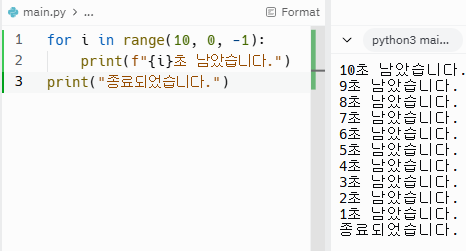 main.py > ...
Format
1 for i in range(10, 0, -1):
2     print(f"{i}초 남았습니다.")
3 print("종료되었습니다.")
python3 mai...
10초 남았습니다.
9초 남았습니다.
8초 남았습니다.
7초 남았습니다.
6초 남았습니다.
5초 남았습니다.
4초 남았습니다.
3초 남았습니다.
2초 남았습니다.
1초 남았습니다.
종료되었습니다.